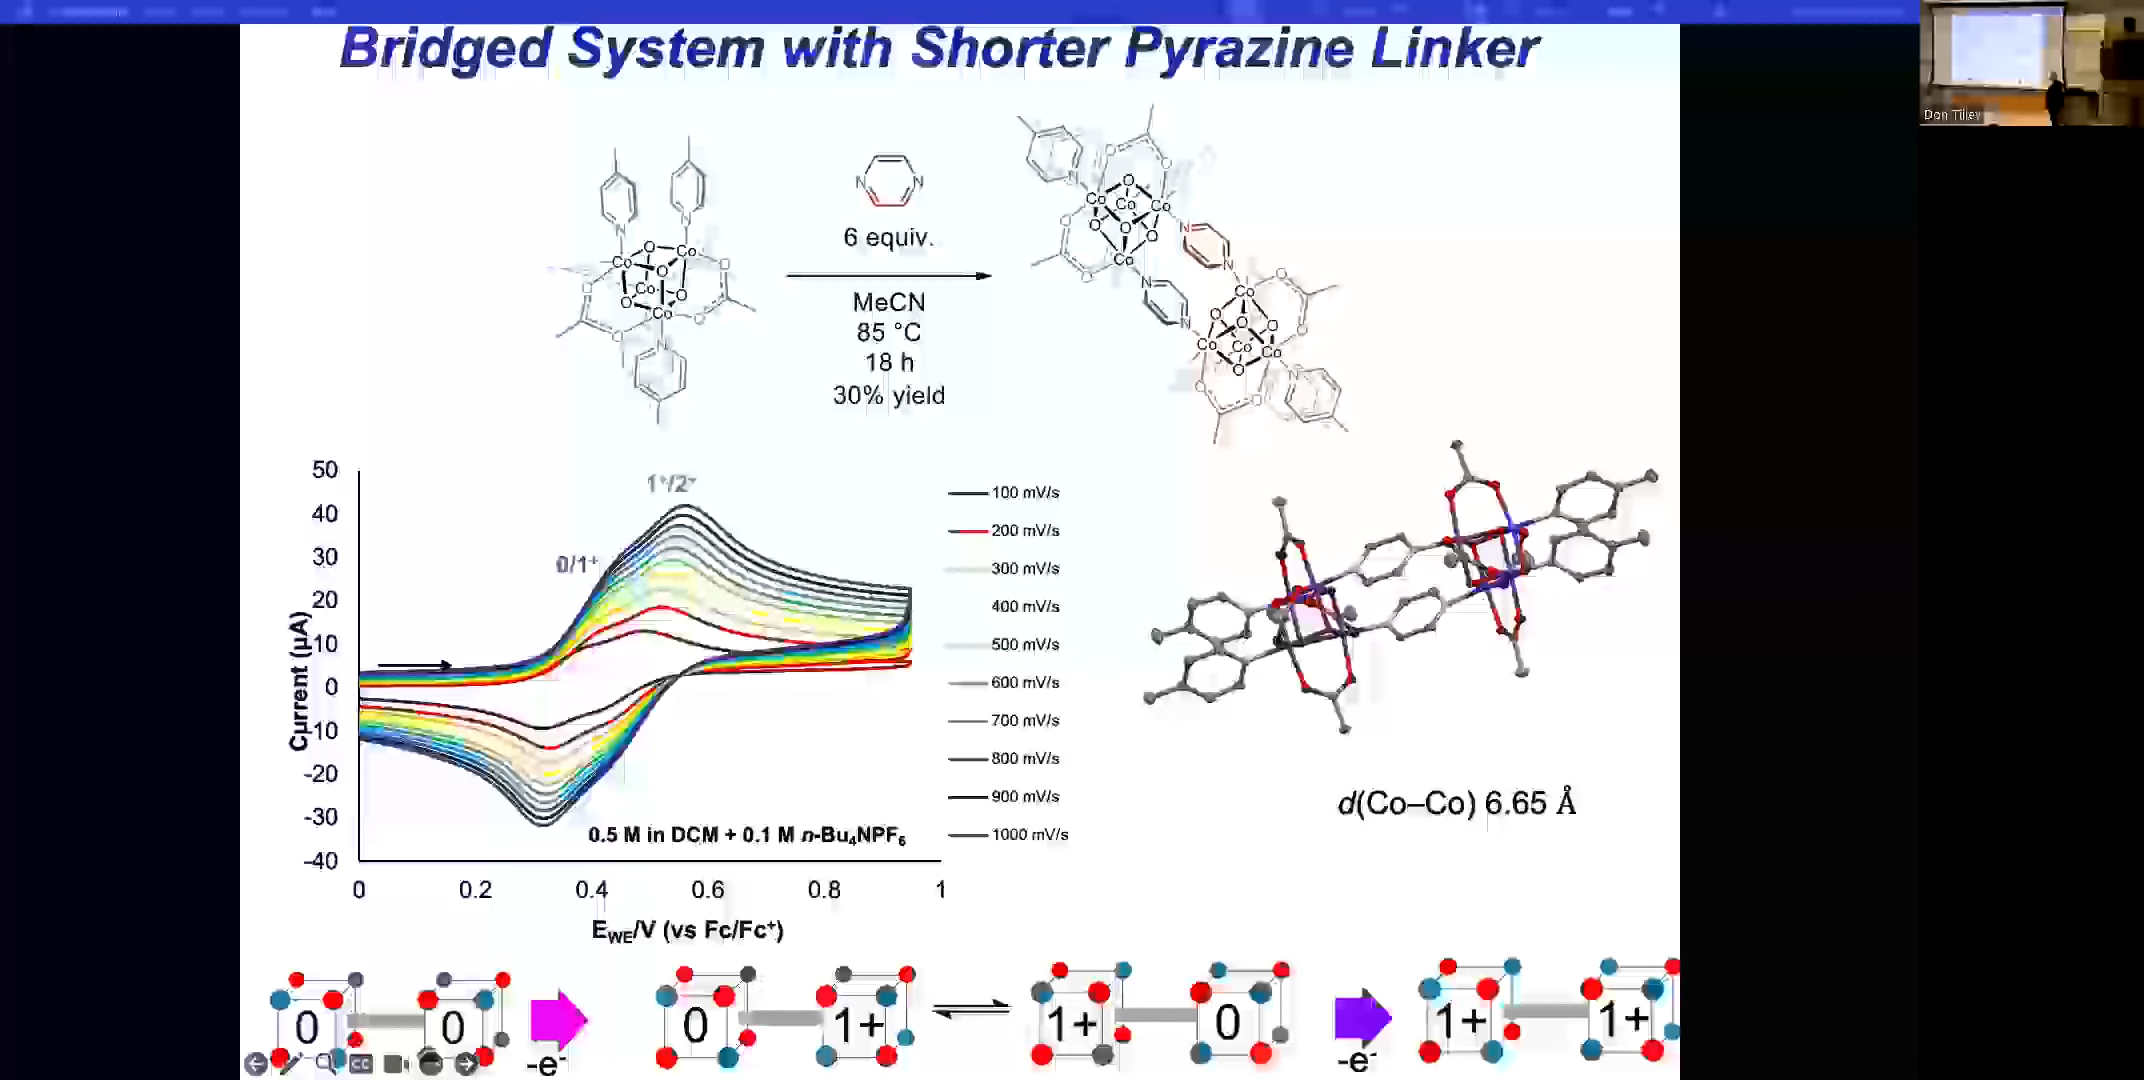 Bridged System with Shorter Pyrazine Linker
Don Tilley
N
N
6 equiv.
MeCN
85 °C
18 h
30% yield
1⁺/2⁺
0/1⁺
50
40
30
20
10
0
-10
-20
-30
-40
Current (µA)
0 0.2 0.4 0.6 0.8 1
E_WE/V (vs Fc/Fc⁺)
0.5 M in DCM + 0.1 M n-Bu₄NPF₆
100 mV/s
200 mV/s
300 mV/s
400 mV/s
500 mV/s
600 mV/s
700 mV/s
800 mV/s
900 mV/s
1000 mV/s
d(Co–Co) 6.65 Å
0 0
-e⁻
0 1+
1+ 0
-e⁻
1+ 1+
CC